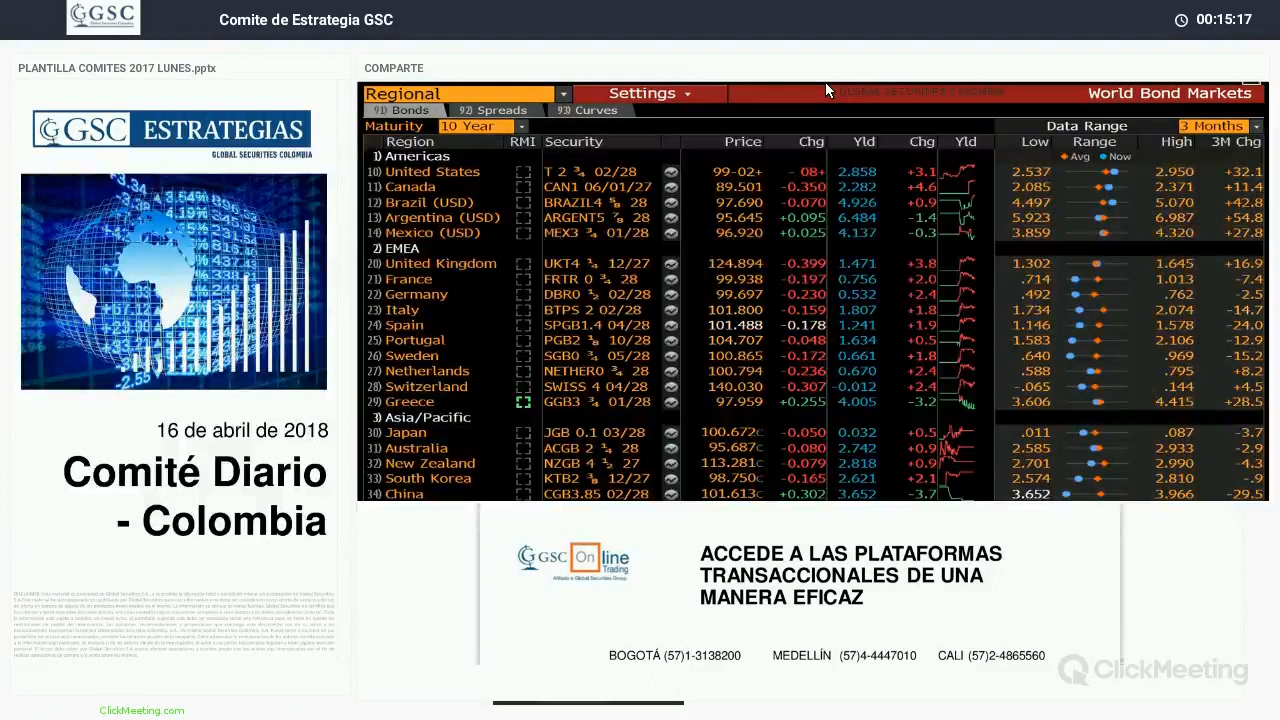 GSC
Comite de Estrategia GSC
00:15:17
PLANTILLA COMITES 2017 LUNES.pptx
COMPARTE
GSC ESTRATEGIAS
GLOBAL SECURITIES COLOMBIA
16 de abril de 2018
Comité Diario
- Colombia
Regional Settings World Bond Markets
91) Bonds 92) Spreads 93) Curves
Maturity 10 Year Data Range 3 Months
Region RMI Security Price Chg Yld Chg Yld Low Range High 3M Chg
1) Americas Avg Now
10) United States T 2 ¾ 02/28 99-02+ - 08+ 2.858 +3.1 2.537 2.950 +32.1
11) Canada CAN1 06/01/27 89.501 -0.350 2.282 +4.6 2.085 2.371 +11.4
12) Brazil (USD) BRAZIL4 ⅝ 28 97.690 -0.070 4.926 +0.9 4.497 5.070 +42.8
13) Argentina (USD) ARGENT5 ⅞ 28 95.645 +0.095 6.484 -1.4 5.923 6.987 +54.8
14) Mexico (USD) MEX3 ¾ 01/28 96.920 +0.025 4.137 -0.3 3.859 4.320 +27.8
2) EMEA
20) United Kingdom UKT4 ¼ 12/27 124.894 -0.399 1.471 +3.8 1.302 1.645 +16.9
21) France FRTR 0 ¾ 28 99.938 -0.197 0.756 +2.0 .714 1.013 -7.4
22) Germany DBR0 ½ 02/28 99.697 -0.230 0.532 +2.4 .492 .762 -2.5
23) Italy BTPS 2 02/28 101.800 -0.159 1.807 +1.8 1.734 2.074 -14.7
24) Spain SPGB1.4 04/28 101.488 -0.178 1.241 +1.9 1.146 1.578 -24.0
25) Portugal PGB2 ⅛ 10/28 104.707 -0.048 1.634 +0.5 1.583 2.106 -12.9
26) Sweden SGB0 ¾ 05/28 100.865 -0.172 0.661 +1.8 .640 .969 -15.2
27) Netherlands NETHER0 ¾ 28 100.794 -0.236 0.670 +2.4 .588 .795 +8.2
28) Switzerland SWISS 4 04/28 140.030 -0.307 -0.012 +2.4 -.065 .144 +4.5
29) Greece GGB3 ¾ 01/28 97.959 +0.255 4.005 -3.2 3.606 4.415 +28.5
3) Asia/Pacific
30) Japan JGB 0.1 03/28 100.672c -0.050 0.032 +0.5 .011 .087 -3.7
31) Australia ACGB 2 ¼ 28 95.687c -0.080 2.742 +0.9 2.585 2.933 -2.9
32) New Zealand NZGB 4 ½ 27 113.281c -0.079 2.818 +0.9 2.701 2.990 -4.3
33) South Korea KTB2 ⅜ 12/27 98.750c -0.165 2.621 +2.1 2.574 2.810 -.9
34) China CGB3.85 02/28 101.613c +0.302 3.652 -3.7 3.652 3.966 -29.5
GSC Online
Trading
ACCEDE A LAS PLATAFORMAS
TRANSACCIONALES DE UNA
MANERA EFICAZ
BOGOTÁ (57)1-3138200 MEDELLÍN (57)4-4447010 CALI (57)2-4865560
ClickMeeting
ClickMeeting.com